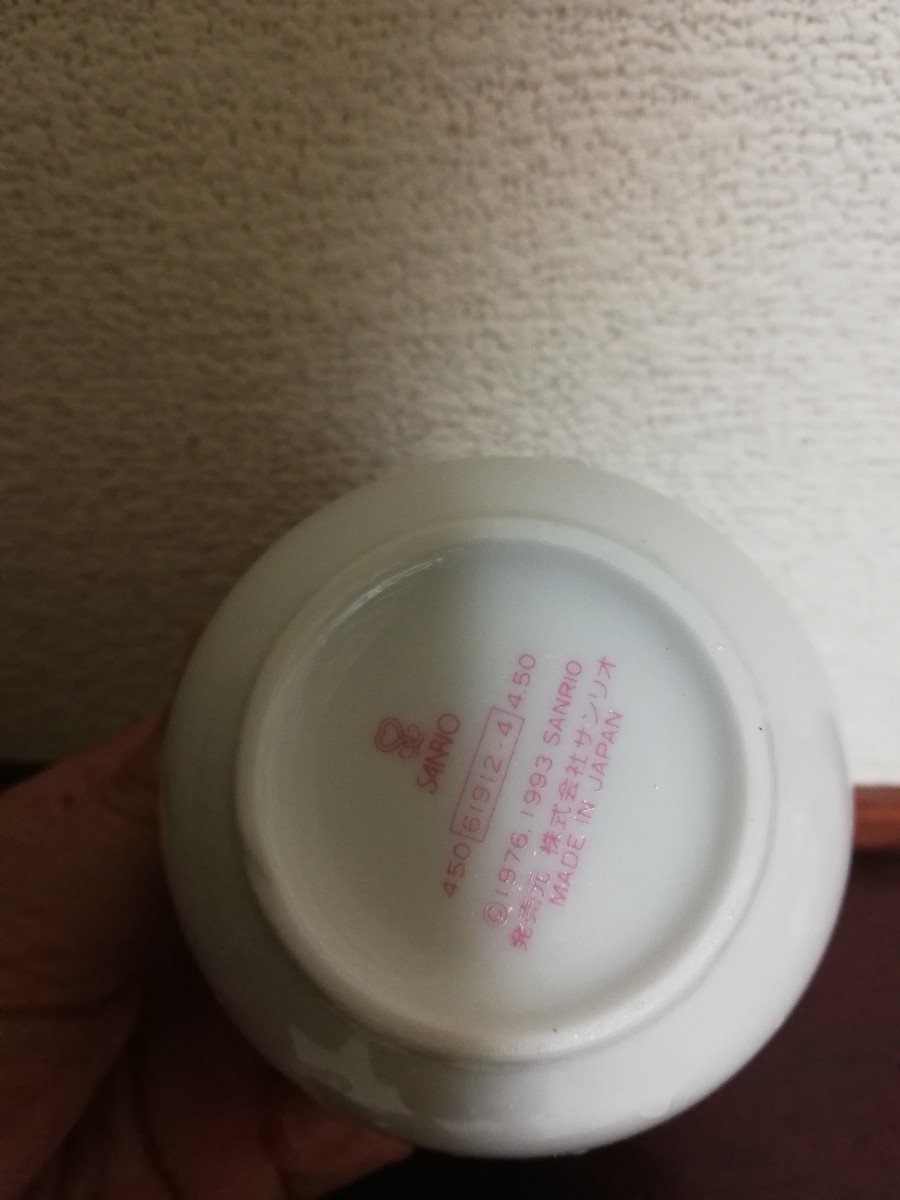 SANRIO
450 61912-4 4.50
©1976.1993 SANRIO
発売元 株式会社サンリオ
MADE IN JAPAN